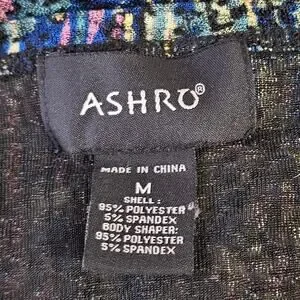 ASHRO®
MADE IN CHINA
M
SHELL:
95% POLYESTER
5% SPANDEX
BODY SHAPER:
95% POLYESTER
5% SPANDEX